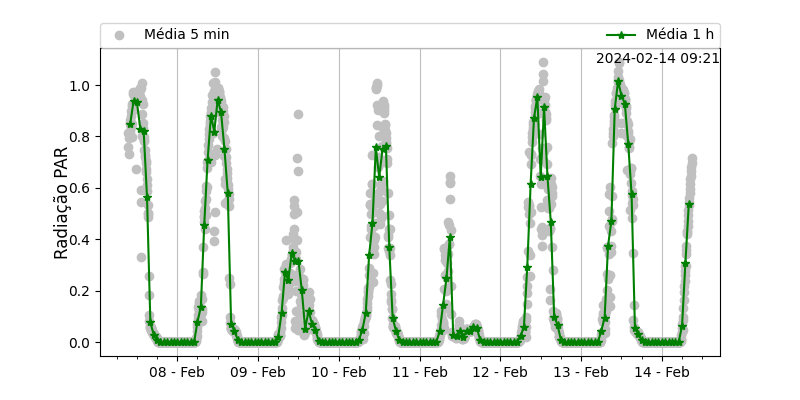 Média 5 min
Média 1 h
2024-02-14 09:21
Radiação PAR
1.0
0.8
0.6
0.4
0.2
0.0
08 - Feb
09 - Feb
10 - Feb
11 - Feb
12 - Feb
13 - Feb
14 - Feb